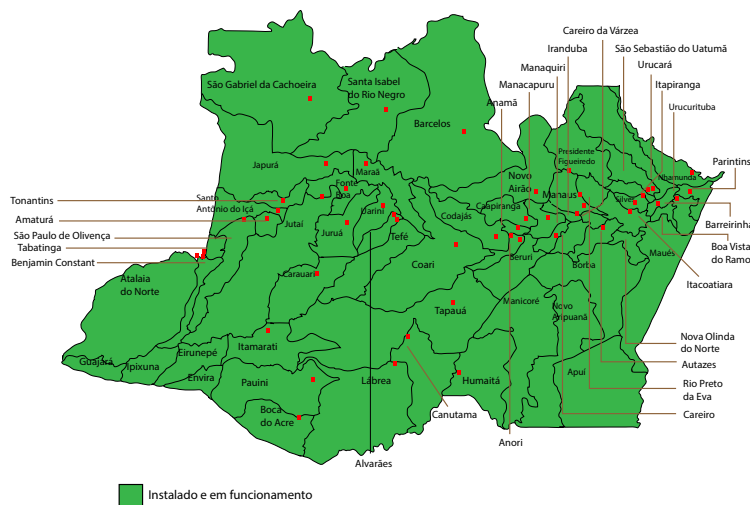 Careiro da Várzea
Iranduba
São Sebastião do Uatumã
Manaquiri
Urucará
Manacapuru
Itapiranga
Anamã
Urucurituba
São Gabriel da Cachoeira
Santa Isabel
do Rio Negro
Barcelos
Presidente
Figueiredo
Parintins
Japurá
Maraã
Novo
Airão
Nhamundá
Fonte
Boa
Manaus
Silves
Tonantins
Santo
Antônio do Içá
Uarini
Codajás
Caapiranga
Amaturá
Jutaí
Juruá
Tefé
Barreirinha
São Paulo de Olivença
Tabatinga
Benjamin Constant
Boa Vista
do Ramo
Maués
Beruri
Borba
Coari
Atalaia
do Norte
Carauari
Itacoatiara
Manicoré
Novo
Aripuanã
Tapauá
Nova Olinda
do Norte
Itamarati
Eirunepé
Guajará
Ipixuna
Autazes
Envira
Pauini
Lábrea
Humaitá
Apuí
Rio Preto
da Eva
Canutama
Careiro
Boca
do Acre
Anori
Alvarães
Instalado e em funcionamento